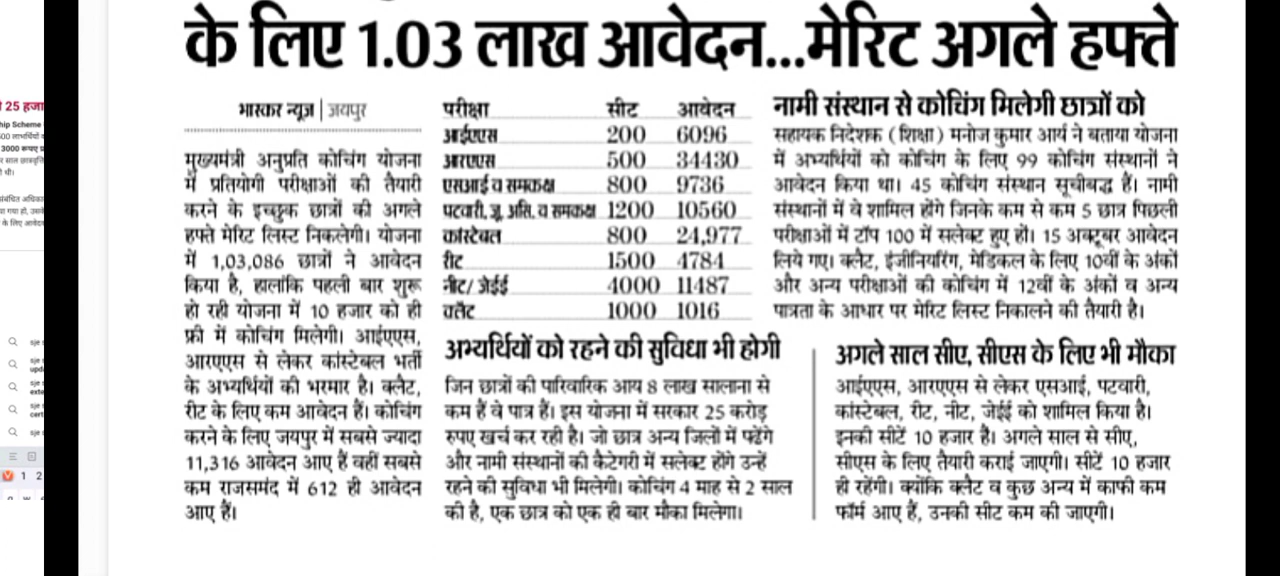 के लिए 1.03 लाख आवेदन...मेरिट अगले हफ्ते
भास्कर न्यूज | जयपुर
मुख्यमंत्री अनुप्रति कोचिंग योजना
में प्रतियोगी परीक्षाओं की तैयारी
करने के इच्छुक छात्रों की अगले
हफ्ते मेरिट लिस्ट निकलेगी। योजना
में 1,03,086 छात्रों ने आवेदन
किया है, हालांकि पहली बार शुरू
हो रही योजना में 10 हजार को ही
फ्री में कोचिंग मिलेगी। आईएएस,
आरएएस से लेकर कांस्टेबल भर्ती
के अभ्यर्थियों की भरमार है। क्लैट,
रीट के लिए कम आवेदन हैं। कोचिंग
करने के लिए जयपुर में सबसे ज्यादा
11,316 आवेदन आए हैं वहीं सबसे
कम राजसमंद में 612 ही आवेदन
आए हैं।
परीक्षा सीट आवेदन
आईएएस 200 6096
आरएएस 500 34430
एसआई व समकक्ष 800 9736
पटवारी, जू. असि. व समकक्ष 1200 10560
कांस्टेबल 800 24,977
रीट 1500 4784
नीट/ जेईई 4000 11487
क्लैट 1000 1016
नामी संस्थान से कोचिंग मिलेगी छात्रों को
सहायक निदेशक (शिक्षा) मनोज कुमार आर्य ने बताया योजना
में अभ्यर्थियों को कोचिंग के लिए 99 कोचिंग संस्थानों ने
आवेदन किया था। 45 कोचिंग संस्थान सूचीबद्ध हैं। नामी
संस्थानों में वे शामिल होंगे जिनके कम से कम 5 छात्र पिछली
परीक्षाओं में टॉप 100 में सलेक्ट हुए हों। 15 अक्टूबर आवेदन
लिये गए। क्लैट, इंजीनियरिंग, मेडिकल के लिए 10वीं के अंकों
और अन्य परीक्षाओं की कोचिंग में 12वीं के अंकों व अन्य
पात्रता के आधार पर मेरिट लिस्ट निकालने की तैयारी है।
अभ्यर्थियों को रहने की सुविधा भी होगी
जिन छात्रों की पारिवारिक आय 8 लाख सालाना से
कम हैं वे पात्र हैं। इस योजना में सरकार 25 करोड़
रुपए खर्च कर रही है। जो छात्र अन्य जिलों में पढेंगे
और नामी संस्थानों की कैटेगरी में सलेक्ट होंगे उन्हें
रहने की सुविधा भी मिलेगी। कोचिंग 4 माह से 2 साल
की है, एक छात्र को एक ही बार मौका मिलेगा।
अगले साल सीए, सीएस के लिए भी मौका
आईएएस, आरएएस से लेकर एसआई, पटवारी,
कांस्टेबल, रीट, नीट, जेईई को शामिल किया है।
इनकी सीटें 10 हजार है। अगले साल से सीए,
सीएस के लिए तैयारी कराई जाएगी। सीटें 10 हजार
ही रहेंगी। क्योंकि क्लैट व कुछ अन्य में काफी कम
फॉर्म आए हैं, उनकी सीट कम की जाएगी।